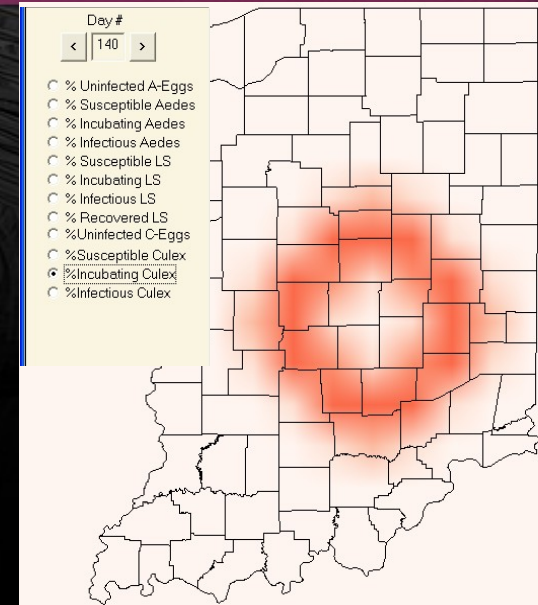 Day #
< 140 >
% Uninfected A-Eggs
% Susceptible Aedes
% Incubating Aedes
% Infectious Aedes
% Susceptible LS
% Incubating LS
% Infectious LS
% Recovered LS
%Uninfected C-Eggs
%Susceptible Culex
%Incubating Culex
%Infectious Culex